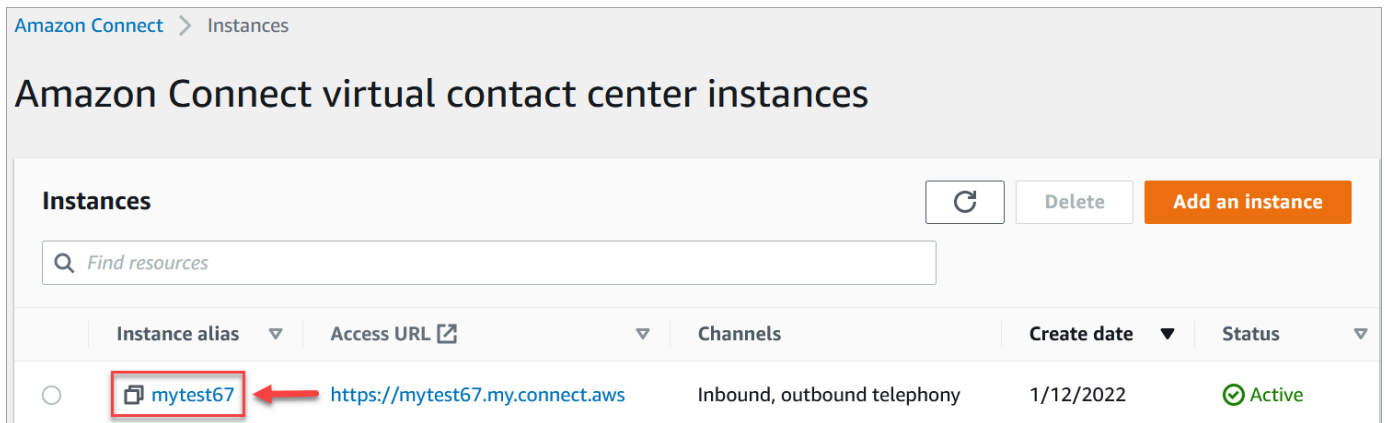 Amazon Connect > Instances
Amazon Connect virtual contact center instances
Instances
Delete
Add an instance
Find resources
Instance alias
Access URL
Channels
Create date
Status
mytest67
https://mytest67.my.connect.aws
Inbound, outbound telephony
1/12/2022
Active